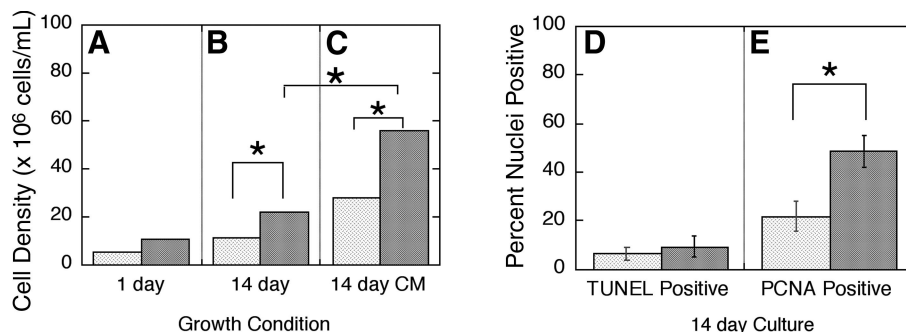 A B C
Cell Density (x 10⁶ cells/mL)
100
80
60
40
20
0
*
*
*
1 day 14 day 14 day CM
Growth Condition
D E
Percent Nuclei Positive
100
80
60
40
20
0
*
TUNEL Positive PCNA Positive
14 day Culture